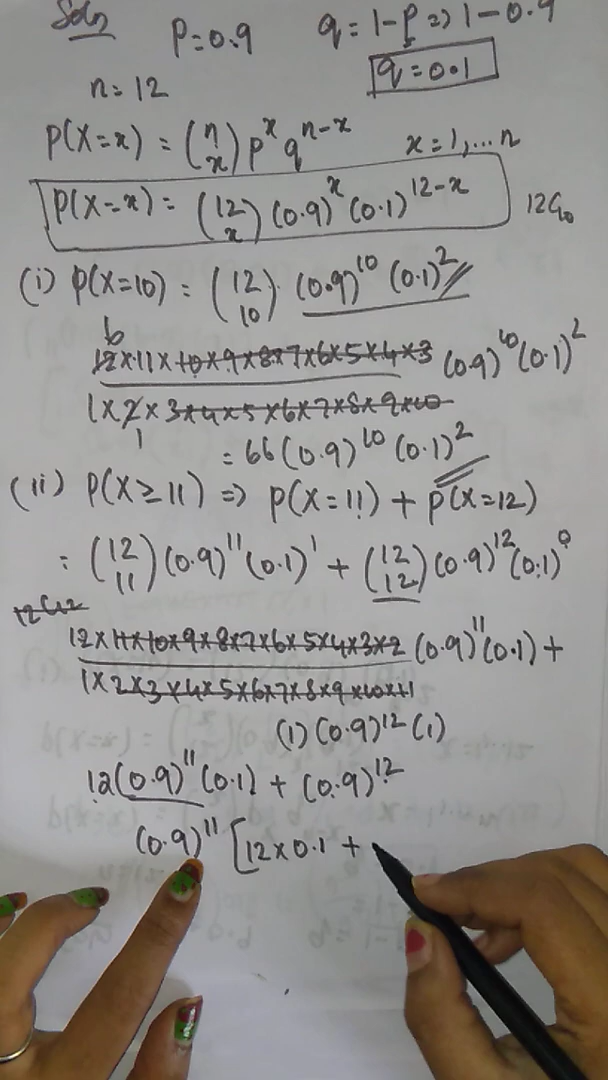 Soln P=0.9 q=1-p=>1-0.9
q=0.1
n=12
P(X=x) = (n x) p^x q^(n-x) x=1,...n
P(X=x) = (12 x) (0.9)^x (0.1)^(12-x)
(i) P(X=10) = (12 10) (0.9)^10 (0.1)^2
6
12×11×10×9×8×7×6×5×4×3 (0.9)^10 (0.1)^2
1×2×3×4×5×6×7×8×9×10
1
= 66 (0.9)^10 (0.1)^2
(ii) P(X≥11) => P(X=11) + P(X=12)
= (12 11) (0.9)^11 (0.1)^1 + (12 12) (0.9)^12 (0.1)^0
12C12
12×11×10×9×8×7×6×5×4×3×2 (0.9)^11 (0.1) +
1×2×3×4×5×6×7×8×9×10×11
(1) (0.9)^12 (1)
12(0.9)^11 (0.1) + (0.9)^12
(0.9)^11 [12×0.1 +